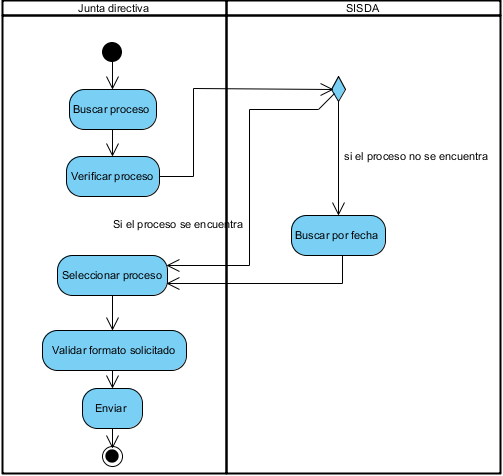 Junta directiva
SISDA
Buscar proceso
Verificar proceso
si el proceso no se encuentra
Si el proceso se encuentra
Buscar por fecha
Seleccionar proceso
Validar formato solicitado
Enviar